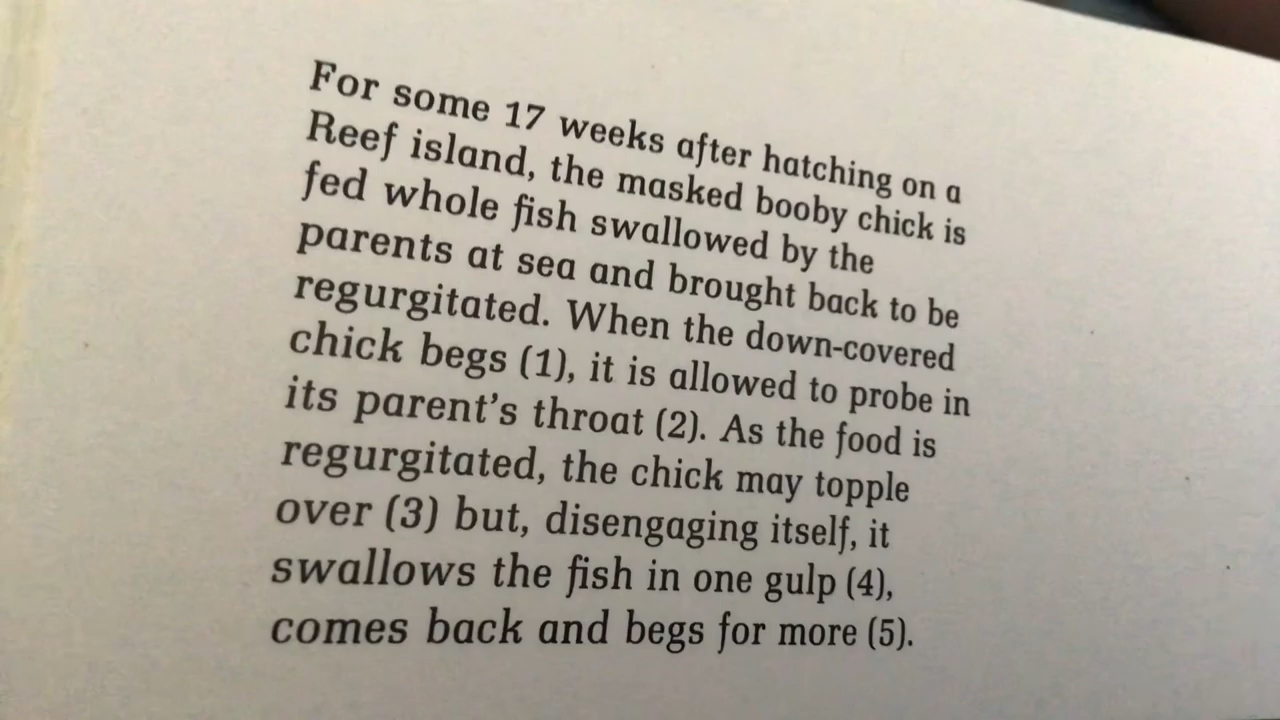 For some 17 weeks after hatching on a
Reef island, the masked booby chick is
fed whole fish swallowed by the
parents at sea and brought back to be
regurgitated. When the down-covered
chick begs (1), it is allowed to probe in
its parent's throat (2). As the food is
regurgitated, the chick may topple
over (3) but, disengaging itself, it
swallows the fish in one gulp (4),
comes back and begs for more (5).